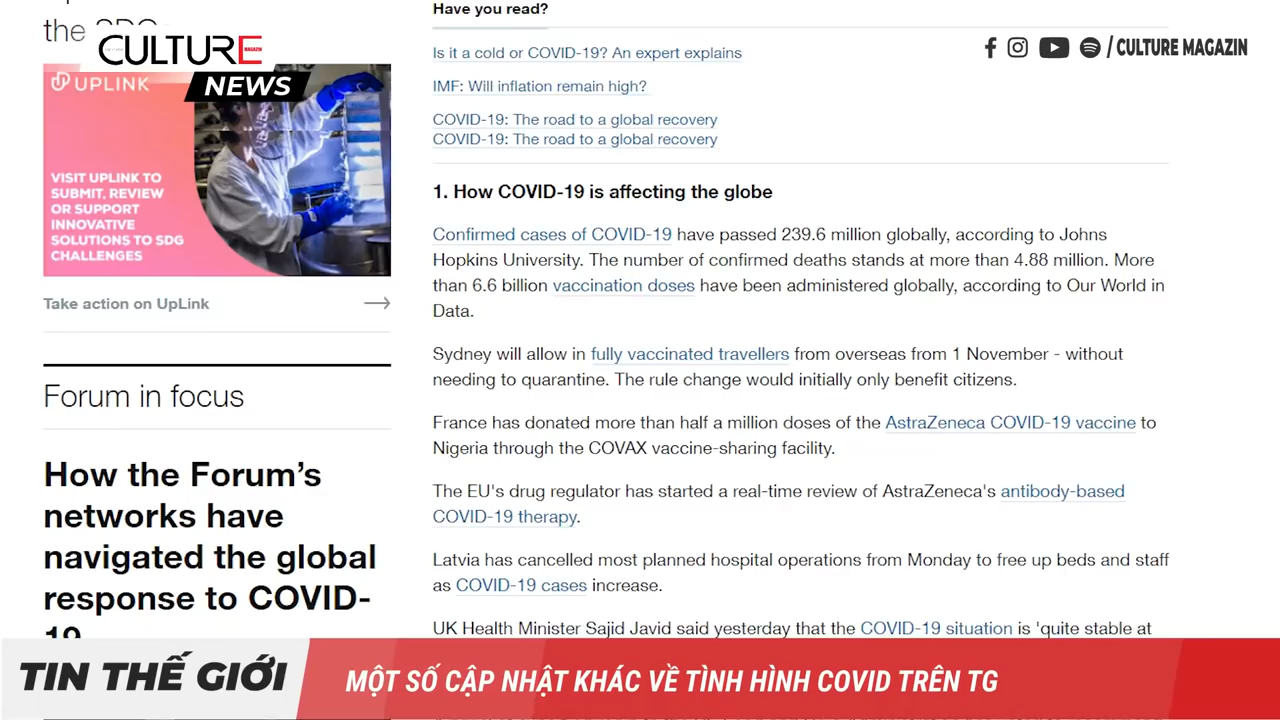 the SDGs
CULTURE
MAGAZIN
NEWS
/ CULTURE MAGAZIN
UPLINK
VISIT UPLINK TO
SUBMIT, REVIEW
OR SUPPORT
INNOVATIVE
SOLUTIONS TO SDG
CHALLENGES
Take action on UpLink
Forum in focus
How the Forum’s
networks have
navigated the global
response to COVID-
19
Have you read?
Is it a cold or COVID-19? An expert explains
IMF: Will inflation remain high?
COVID-19: The road to a global recovery
COVID-19: The road to a global recovery
1. How COVID-19 is affecting the globe
Confirmed cases of COVID-19 have passed 239.6 million globally, according to Johns
Hopkins University. The number of confirmed deaths stands at more than 4.88 million. More
than 6.6 billion vaccination doses have been administered globally, according to Our World in
Data.
Sydney will allow in fully vaccinated travellers from overseas from 1 November - without
needing to quarantine. The rule change would initially only benefit citizens.
France has donated more than half a million doses of the AstraZeneca COVID-19 vaccine to
Nigeria through the COVAX vaccine-sharing facility.
The EU's drug regulator has started a real-time review of AstraZeneca's antibody-based
COVID-19 therapy.
Latvia has cancelled most planned hospital operations from Monday to free up beds and staff
as COVID-19 cases increase.
UK Health Minister Sajid Javid said yesterday that the COVID-19 situation is 'quite stable at
TIN THẾ GIỚI
MỘT SỐ CẬP NHẬT KHÁC VỀ TÌNH HÌNH COVID TRÊN TG